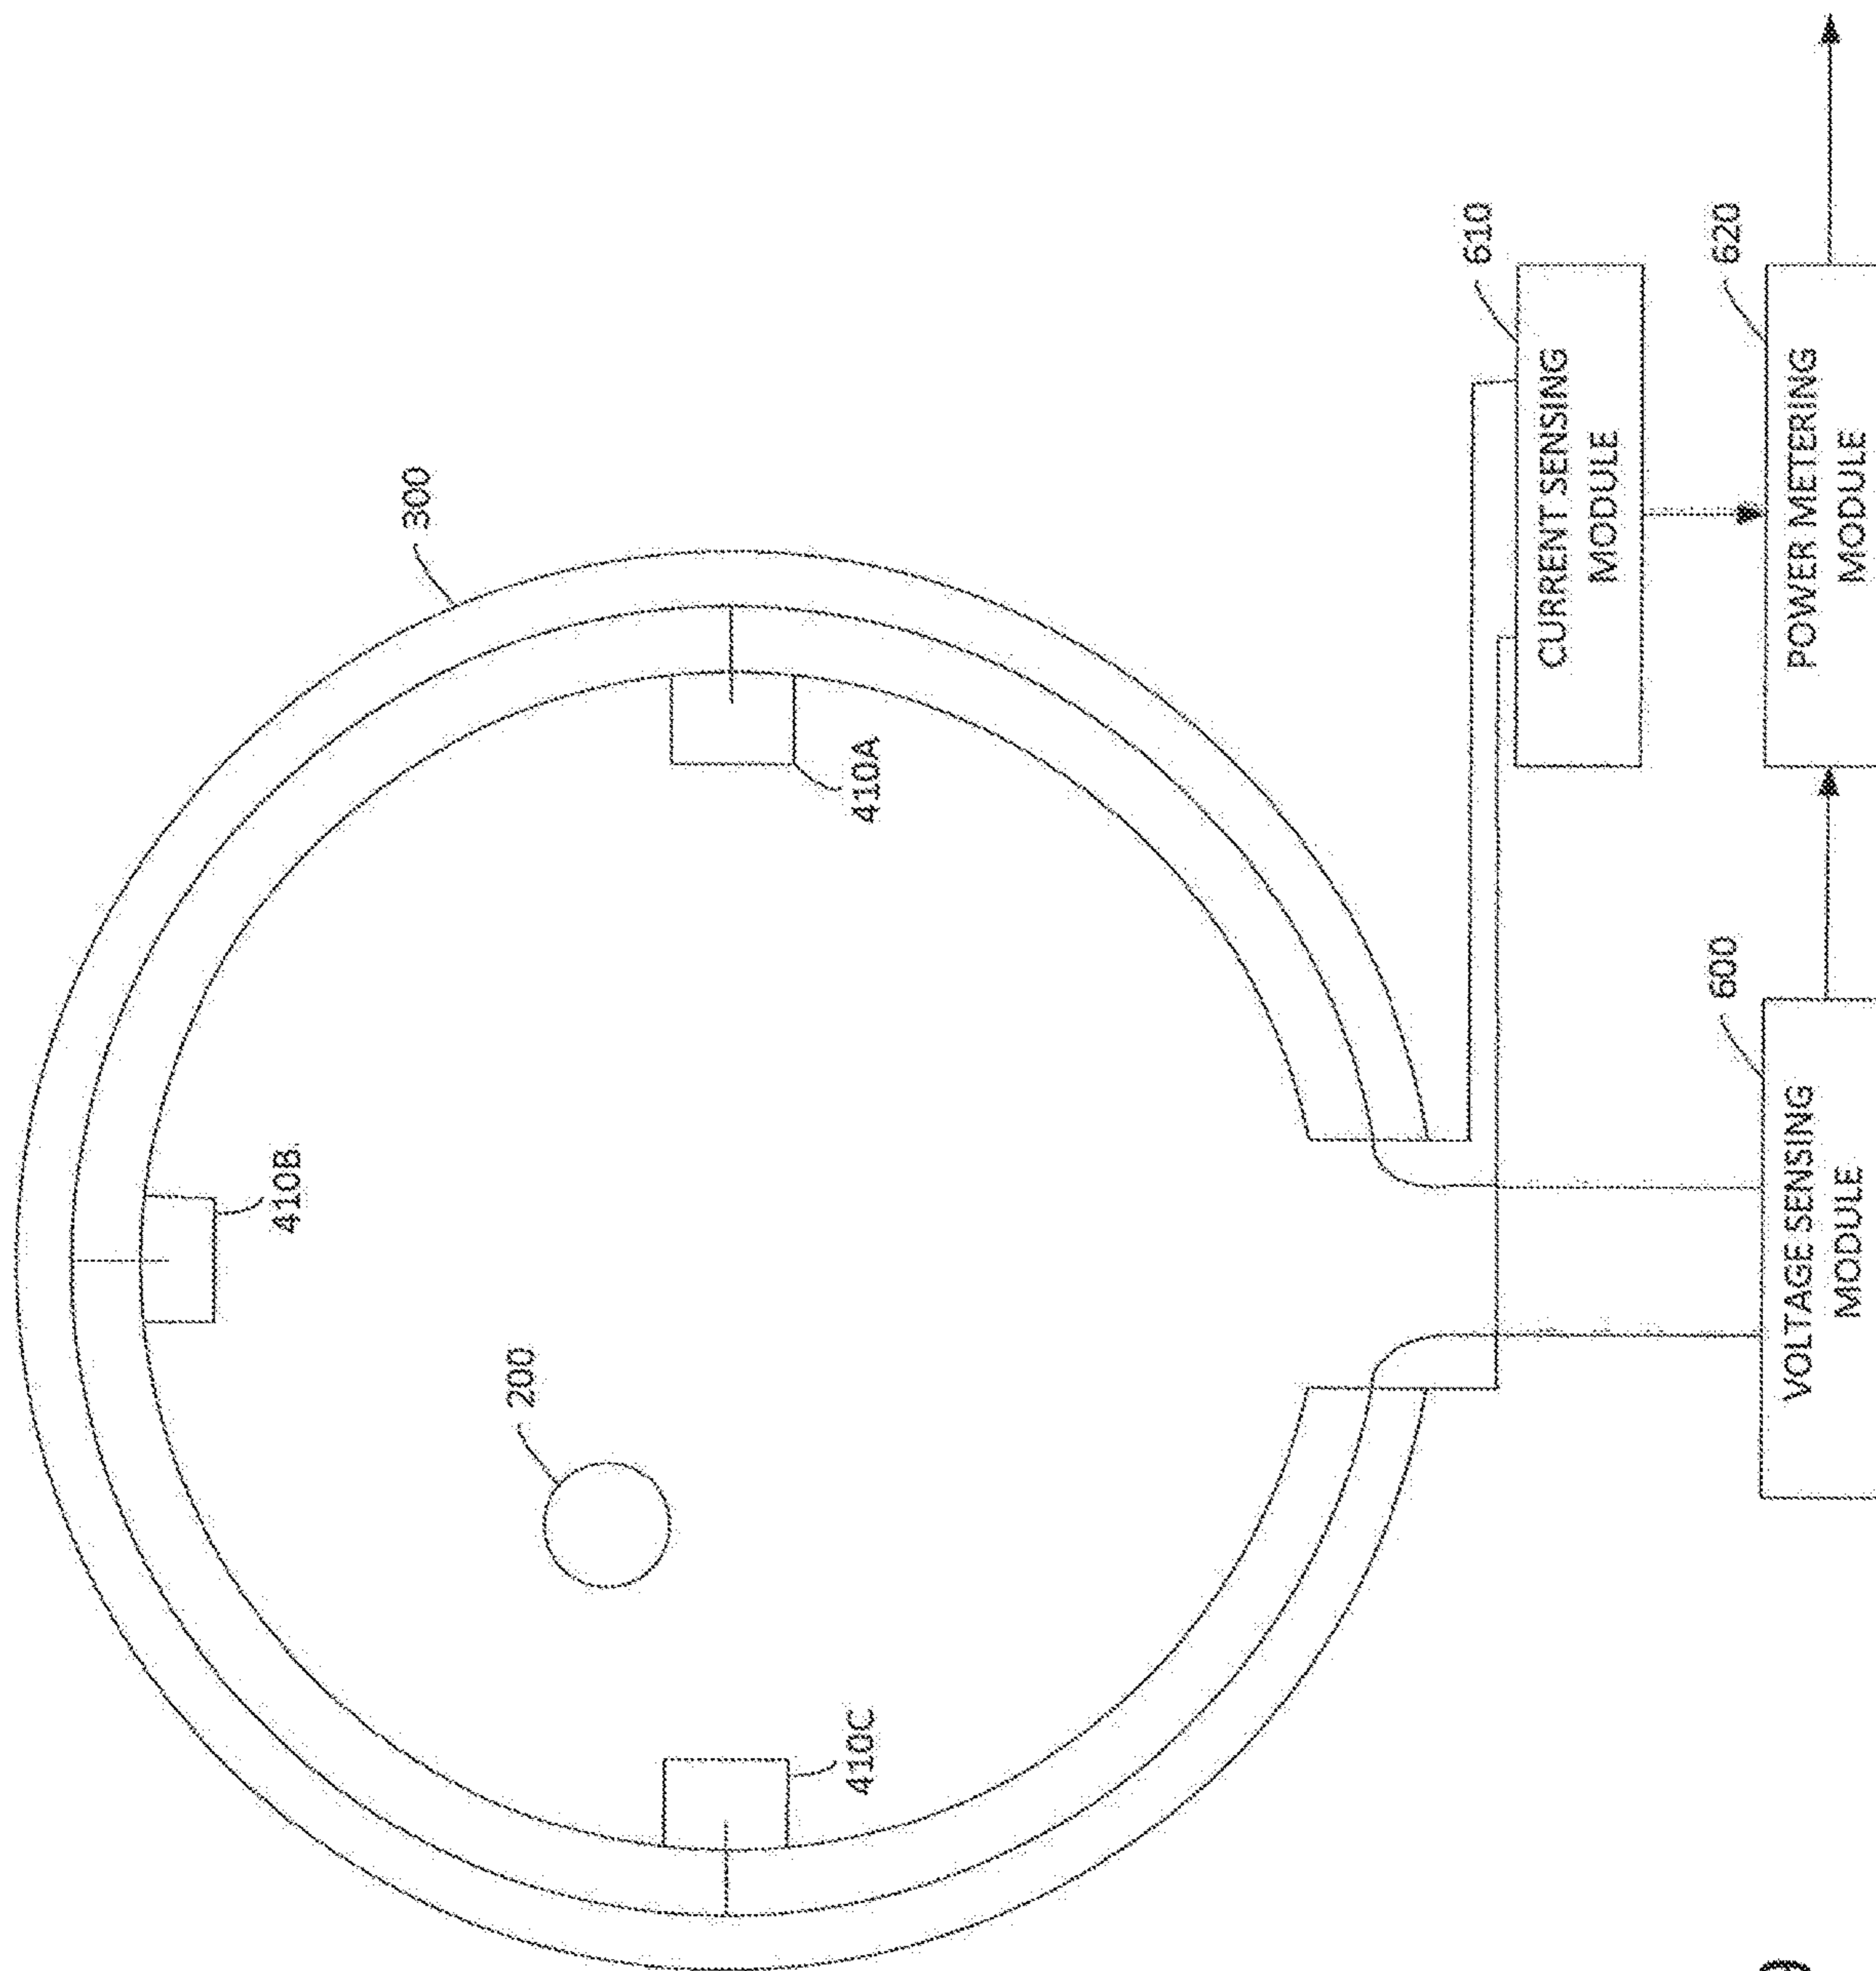 300
410A
410B
410C
200
610
CURRENT SENSING
MODULE
620
POWER METERING
MODULE
600
VOLTAGE SENSING
MODULE